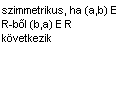 szimmetrikus, ha (a,b) E
R-ből (b,a) E R
következik